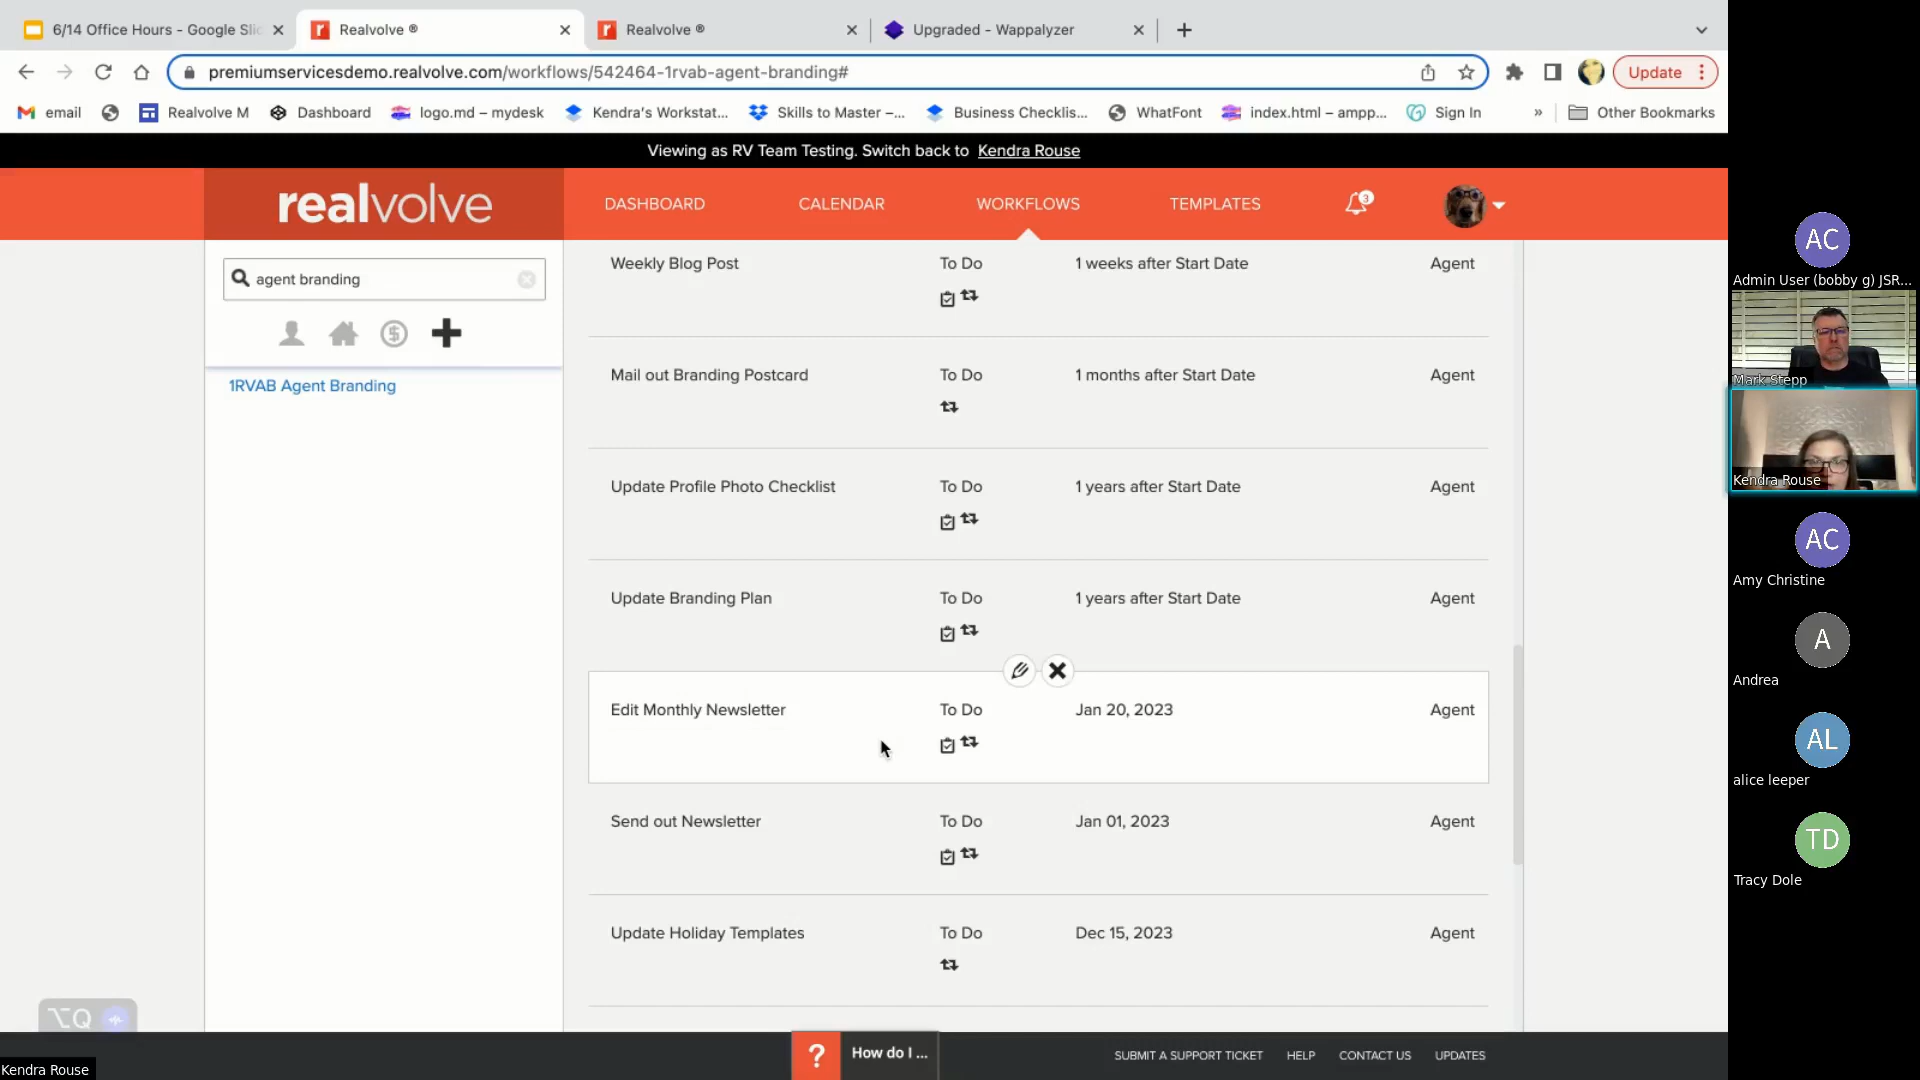 6/14 Office Hours - Google Slic
Realvolve ®
Realvolve ®
Upgraded - Wappalyzer
premiumservicesdemo.realvolve.com/workflows/542464-1rvab-agent-branding#
Update
email
Realvolve M
Dashboard
logo.md – mydesk
Kendra's Workstat...
Skills to Master –...
Business Checklis...
WhatFont
index.html – ampp...
Sign In
»
Other Bookmarks
Viewing as RV Team Testing. Switch back to Kendra Rouse
realvolve
DASHBOARD
CALENDAR
WORKFLOWS
TEMPLATES
3
agent branding
1RVAB Agent Branding
Weekly Blog Post To Do 1 weeks after Start Date Agent
Mail out Branding Postcard To Do 1 months after Start Date Agent
Update Profile Photo Checklist To Do 1 years after Start Date Agent
Update Branding Plan To Do 1 years after Start Date Agent
Edit Monthly Newsletter To Do Jan 20, 2023 Agent
Send out Newsletter To Do Jan 01, 2023 Agent
Update Holiday Templates To Do Dec 15, 2023 Agent
⌥Q
? How do I ...
SUBMIT A SUPPORT TICKET HELP CONTACT US UPDATES
Kendra Rouse
AC
Admin User (bobby g) JSR...
Mark Stepp
Kendra Rouse
AC
Amy Christine
A
Andrea
AL
alice leeper
TD
Tracy Dole